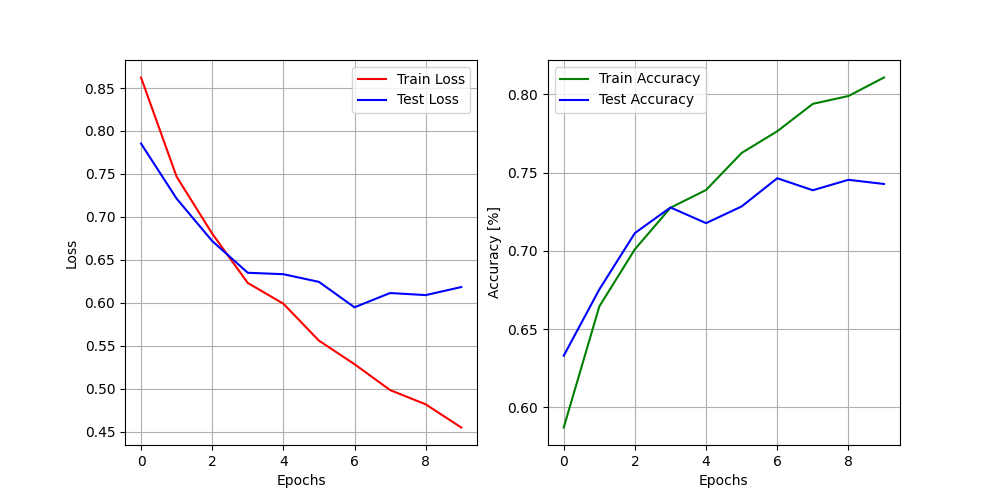 Train Loss
Test Loss
0.85
0.80
0.75
0.70
0.65
0.60
0.55
0.50
0.45
Loss
0 2 4 6 8
Epochs
Train Accuracy
Test Accuracy
0.80
0.75
0.70
0.65
0.60
Accuracy [%]
0 2 4 6 8
Epochs